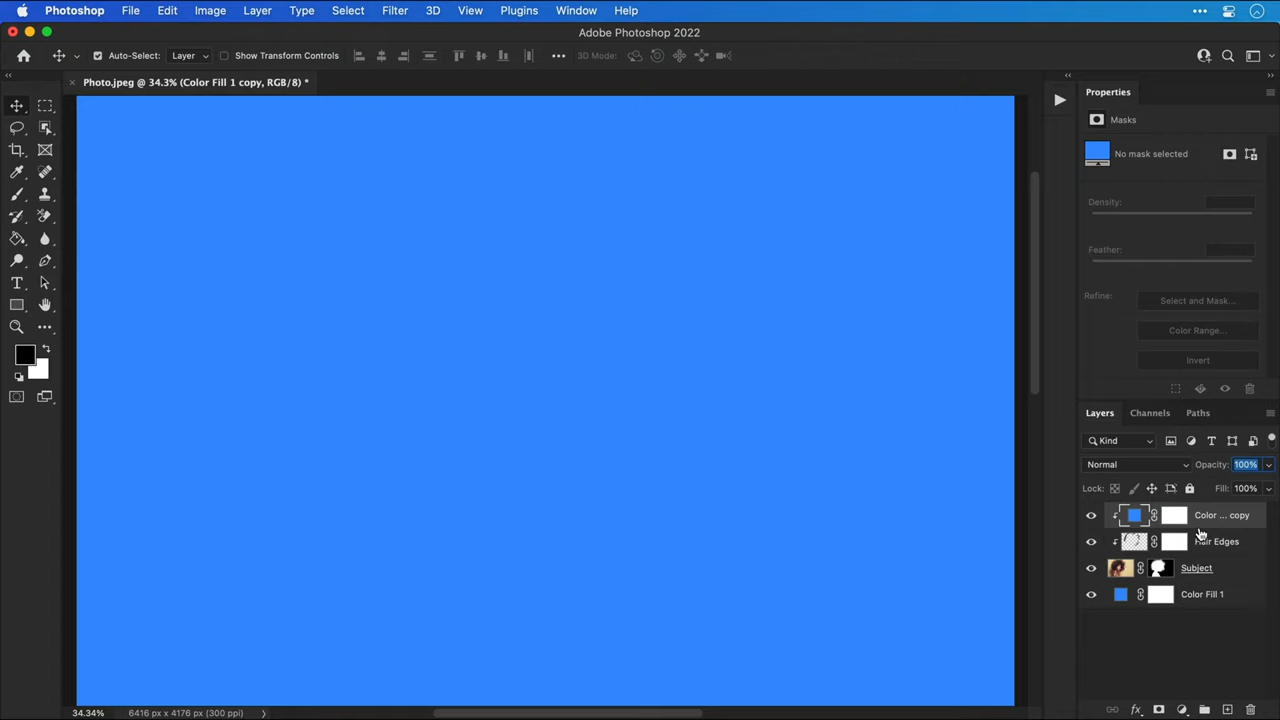 Photoshop File Edit Image Layer Type Select Filter 3D View Plugins Window Help
Adobe Photoshop 2022
Auto-Select: Layer Show Transform Controls 3D Mode:
Photo.jpeg @ 34.3% (Color Fill 1 copy, RGB/8) *
Properties
Masks
No mask selected
Density:
Feather:
Refine: Select and Mask...
Color Range...
Invert
Layers Channels Paths
Kind
Normal Opacity: 100%
Lock: Fill: 100%
Color ... copy
Hair Edges
Subject
Color Fill 1
34.34% 6416 px x 4176 px (300 ppi)